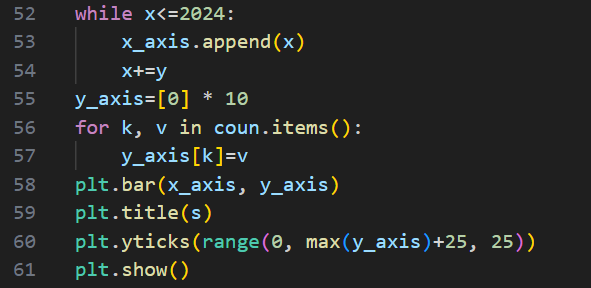 52 while x<=2024:
53     x_axis.append(x)
54     x+=y
55 y_axis=[0] * 10
56 for k, v in coun.items():
57     y_axis[k]=v
58 plt.bar(x_axis, y_axis)
59 plt.title(s)
60 plt.yticks(range(0, max(y_axis)+25, 25))
61 plt.show()